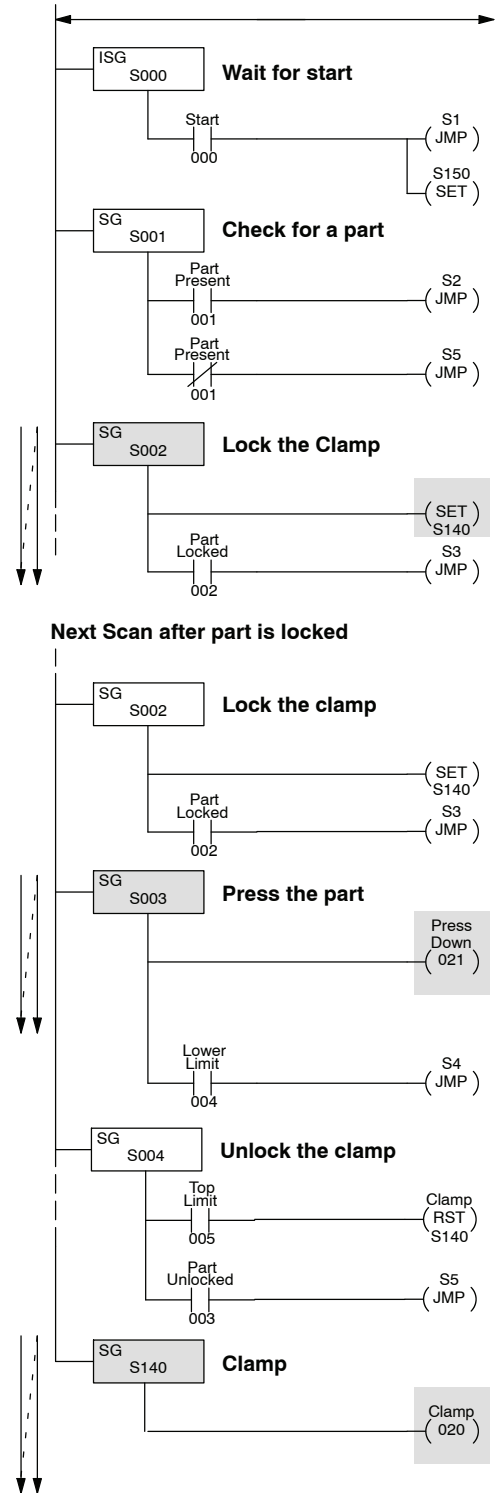 ISG
S000
Wait for start
Start
000
S1
JMP
S150
SET
SG
S001
Check for a part
Part
Present
001
S2
JMP
Part
Present
001
S5
JMP
SG
S002
Lock the Clamp
SET
S140
Part
Locked
002
S3
JMP
Next Scan after part is locked
SG
S002
Lock the clamp
SET
S140
Part
Locked
002
S3
JMP
SG
S003
Press the part
Press
Down
021
Lower
Limit
004
S4
JMP
SG
S004
Unlock the clamp
Top
Limit
005
Clamp
RST
S140
Part
Unlocked
003
S5
JMP
SG
S140
Clamp
Clamp
020